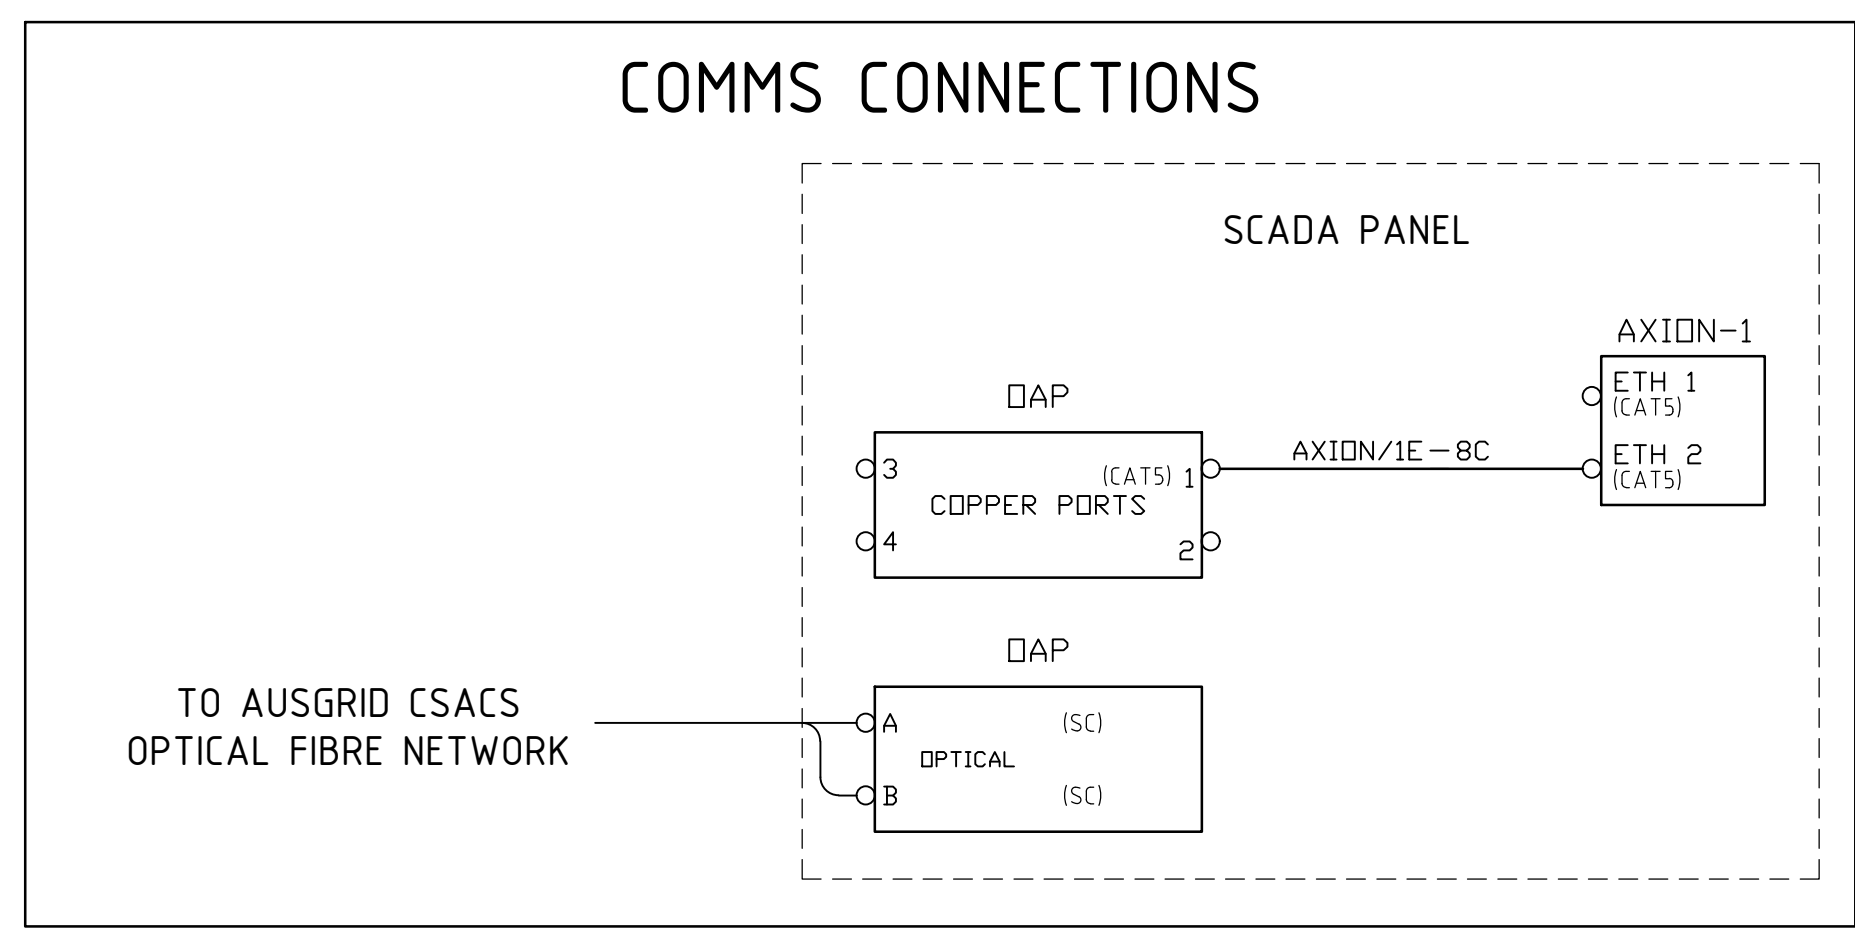 COMMS CONNECTIONS
SCADA PANEL
AXION-1
ETH 1
(CAT5)
ETH 2
(CAT5)
AXION/1E-8C
OAP
3
(CAT5) 1
COPPER PORTS
4
2
OAP
A
(SC)
OPTICAL
B
(SC)
TO AUSGRID CSACS
OPTICAL FIBRE NETWORK